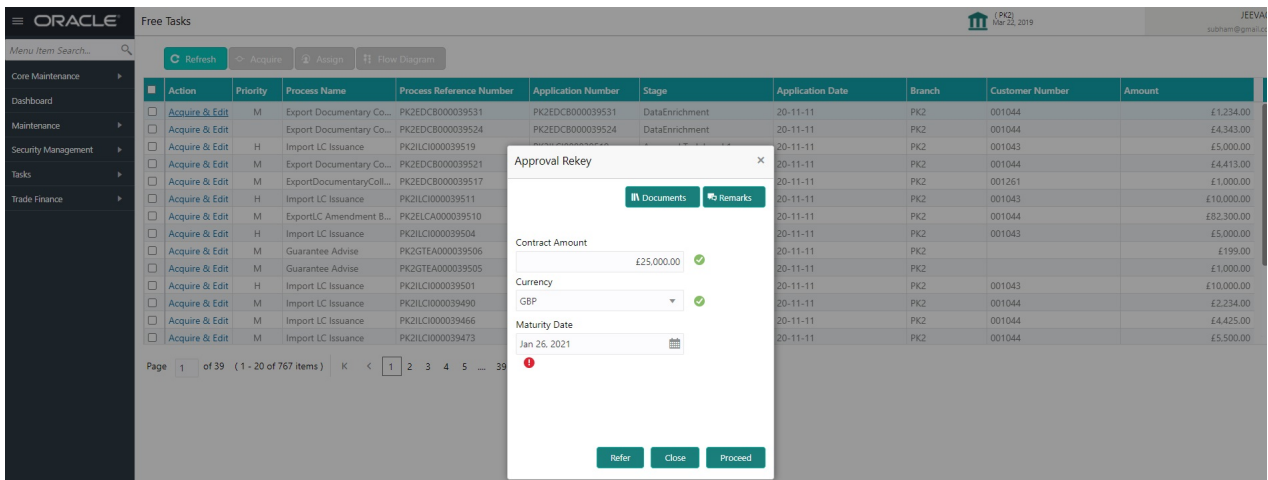 ORACLE
Free Tasks
( PK2)
Mar 22, 2019
JEEVA
subham@gmail.co
Menu Item Search...
Core Maintenance
Dashboard
Maintenance
Security Management
Tasks
Trade Finance
Refresh Acquire Assign Flow Diagram
Action Priority Process Name Process Reference Number Application Number Stage Application Date Branch Customer Number Amount
Acquire & Edit M Export Documentary Co... PK2EDCB000039531 PK2EDCB000039531 DataEnrichment 20-11-11 PK2 001044 £1,234.00
Acquire & Edit Export Documentary Co... PK2EDCB000039524 PK2EDCB000039524 DataEnrichment 20-11-11 PK2 001044 £4,343.00
Acquire & Edit H Import LC Issuance PK2ILCI000039519 20-11-11 PK2 001043 £5,000.00
Acquire & Edit M Export Documentary Co... PK2EDCB000039521 20-11-11 PK2 001044 £4,413.00
Acquire & Edit M ExportDocumentaryColl... PK2EDCB000039517 20-11-11 PK2 001261 £1,000.00
Acquire & Edit H Import LC Issuance PK2ILCI000039511 20-11-11 PK2 001043 £10,000.00
Acquire & Edit M ExportLC Amendment B... PK2ELCA000039510 20-11-11 PK2 001044 £82,300.00
Acquire & Edit H Import LC Issuance PK2ILCI000039504 20-11-11 PK2 001043 £5,000.00
Acquire & Edit M Guarantee Advise PK2GTEA000039506 20-11-11 PK2 £199.00
Acquire & Edit M Guarantee Advise PK2GTEA000039505 20-11-11 PK2 £1,000.00
Acquire & Edit H Import LC Issuance PK2ILCI000039501 20-11-11 PK2 001043 £10,000.00
Acquire & Edit M Import LC Issuance PK2ILCI000039490 20-11-11 PK2 001044 £2,234.00
Acquire & Edit M Import LC Issuance PK2ILCI000039466 20-11-11 PK2 001044 £4,425.00
Acquire & Edit M Import LC Issuance PK2ILCI000039473 20-11-11 PK2 001044 £5,500.00
Page 1 of 39 ( 1 - 20 of 767 items ) K < 1 2 3 4 5 ... 39
Approval Rekey ×
Documents Remarks
Contract Amount
£25,000.00
Currency
GBP
Maturity Date
Jan 26, 2021
Refer Close Proceed